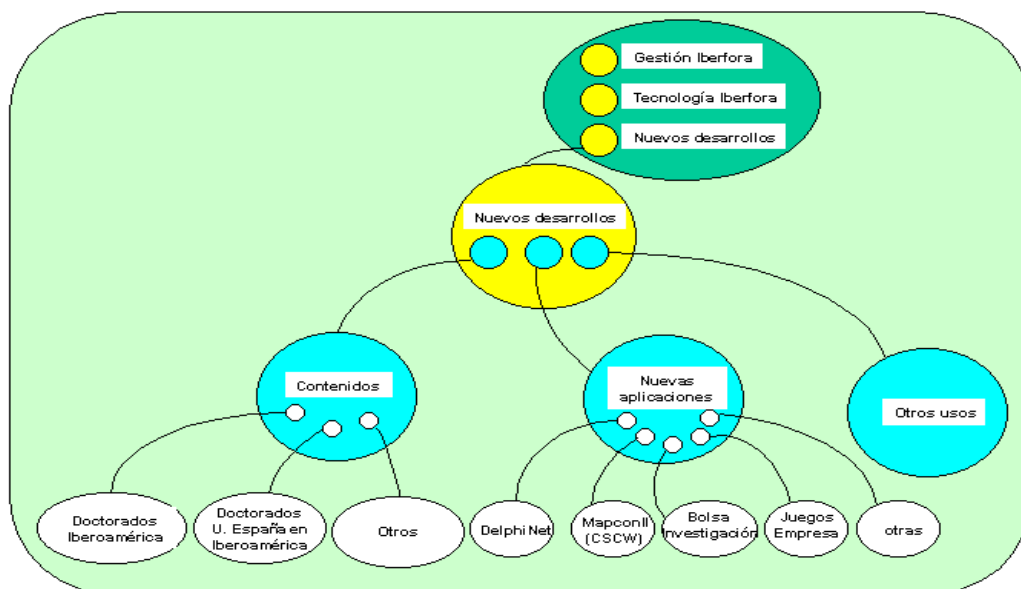 Gestión Iberfora
Tecnología Iberfora
Nuevos desarrollos
Nuevos desarrollos
Contenidos
Nuevas
aplicaciones
Otros usos
Doctorados
Iberoamérica
Doctorados
U. España en
Iberoamérica
Otros
Delphi Net
MapconII
(CSCW)
Bolsa
Investigación
Juegos
Empresa
otras